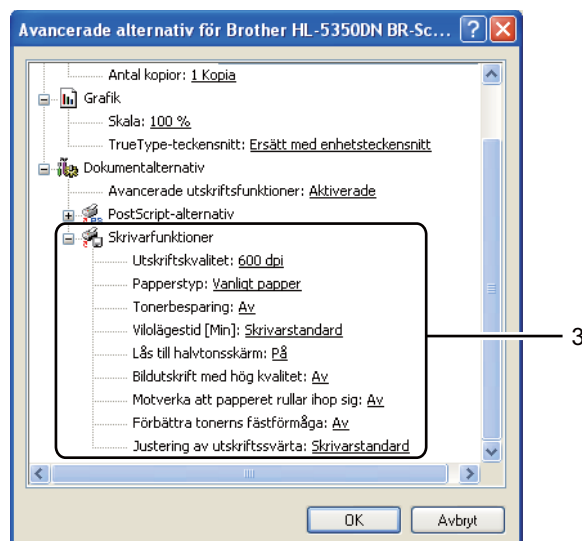 Avancerade alternativ för Brother HL-5350DN BR-Sc...
Antal kopior: 1 Kopia
Grafik
Skala: 100 %
TrueType-teckensnitt: Ersätt med enhetsteckensnitt
Dokumentalternativ
Avancerade utskriftsfunktioner: Aktiverade
PostScript-alternativ
Skrivarfunktioner
Utskriftskvalitet: 600 dpi
Papperstyp: Vanligt papper
Tonerbesparing: Av
Vilolägestid [Min]: Skrivarstandard
Lås till halvtonsskärm: På
Bildutskrift med hög kvalitet: Av
Motverka att papperet rullar ihop sig: Av
Förbättra tonerns fästförmåga: Av
Justering av utskriftssvärta: Skrivarstandard
3
OK Avbryt